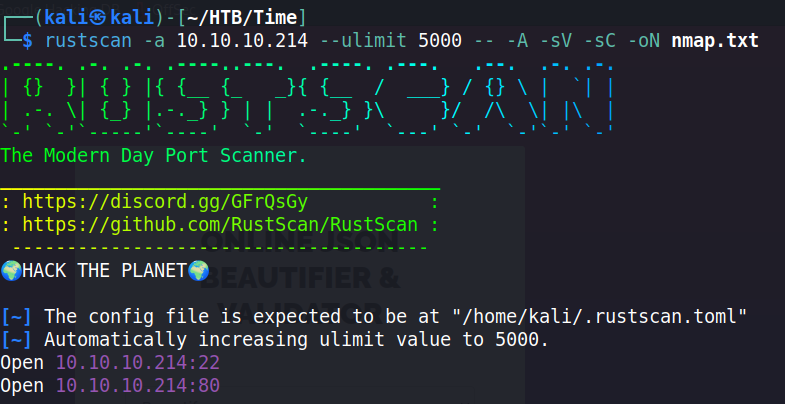 ┌──(kali㉿kali)-[~/HTB/Time]
└─$ rustscan -a 10.10.10.214 --ulimit 5000 -- -A -sV -sC -oN nmap.txt
.----. .-. .-. .----..---.  .----. .---.   .--.  .-. .-.
| {}  }| { } |{ {__ {_   _}{ {__  /  ___} / {} \ |  `| |
| .-. \| {_} |.-._} } | |  .-._} }\     }/  /\  \| |\  |
`-' `-'`-----'`----'  `-'  `----'  `---' `-'  `-'`-' `-'
The Modern Day Port Scanner.
________________________________________
: https://discord.gg/GFrQsGy           :
: https://github.com/RustScan/RustScan :
 --------------------------------------
🌍HACK THE PLANET🌍
ONLINE JSON
BEAUTIFIER &
VALIDATOR
[~] The config file is expected to be at "/home/kali/.rustscan.toml"
[~] Automatically increasing ulimit value to 5000.
Open 10.10.10.214:22
Open 10.10.10.214:80